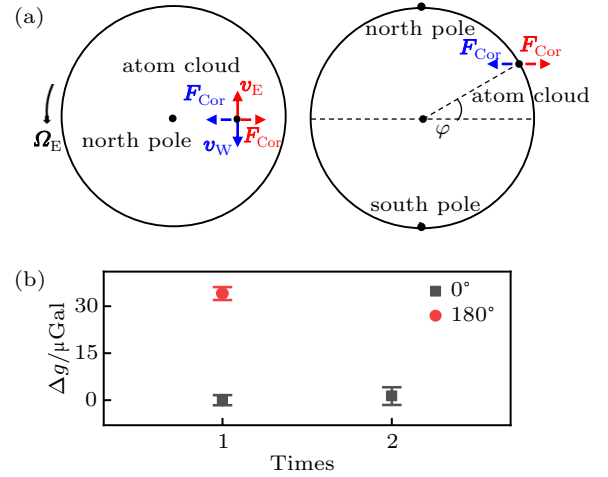 (a)
atom cloud
F_Cor
v_E
north pole
F_Cor
v_W
Ω_E
north pole
F_Cor
F_Cor
atom cloud
φ
south pole
(b)
Δg/μGal
30
15
0
0°
180°
1
2
Times